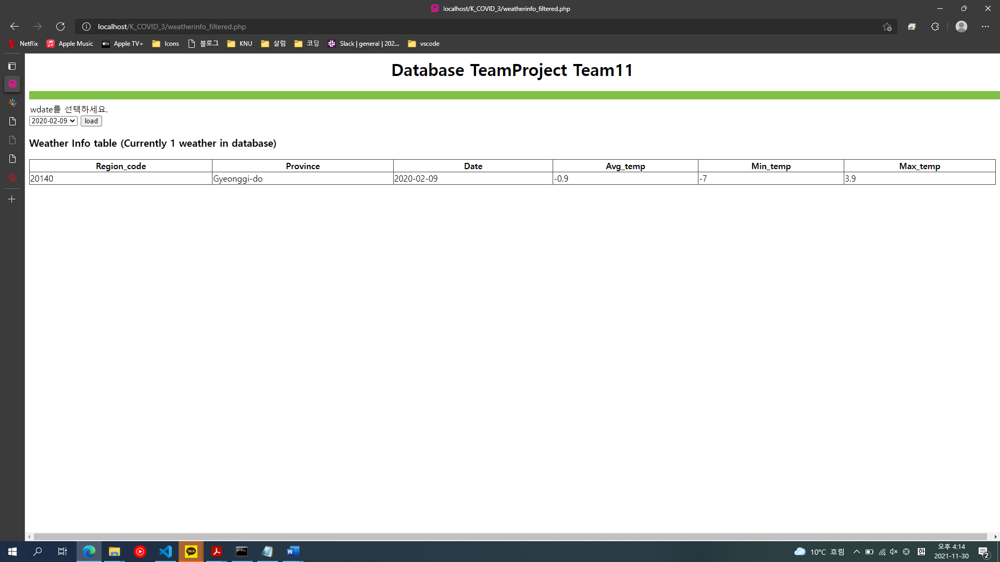 localhost/K_COVID_3/weatherinfo_filtered.php
localhost/K_COVID_3/weatherinfo_filtered.php
Netflix Apple Music Apple TV+ Icons 블로그 KNU 살림 코딩 Slack | general | 202... vscode
Database TeamProject Team11
wdate를 선택하세요.
2020-02-09 load
Weather Info table (Currently 1 weather in database)
Region_code Province Date Avg_temp Min_temp Max_temp
20140 Gyeonggi-do 2020-02-09 -0.9 -7 3.9
10°C 흐림 한 오후 4:14
2021-11-30 2